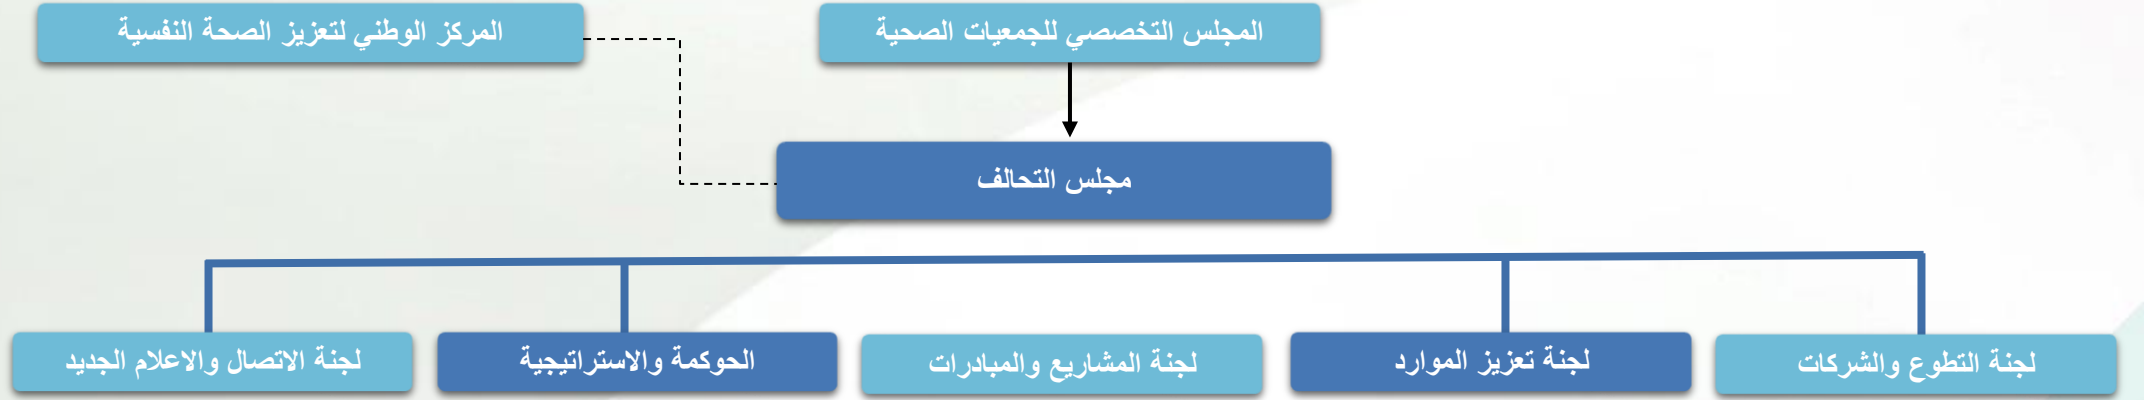 المجلس التخصصي للجمعيات الصحية
المركز الوطني لتعزيز الصحة النفسية
مجلس التحالف
لجنة التطوع والشركات
لجنة تعزيز الموارد
لجنة المشاريع والمبادرات
الحوكمة والاستراتيجية
لجنة الاتصال والاعلام الجديد